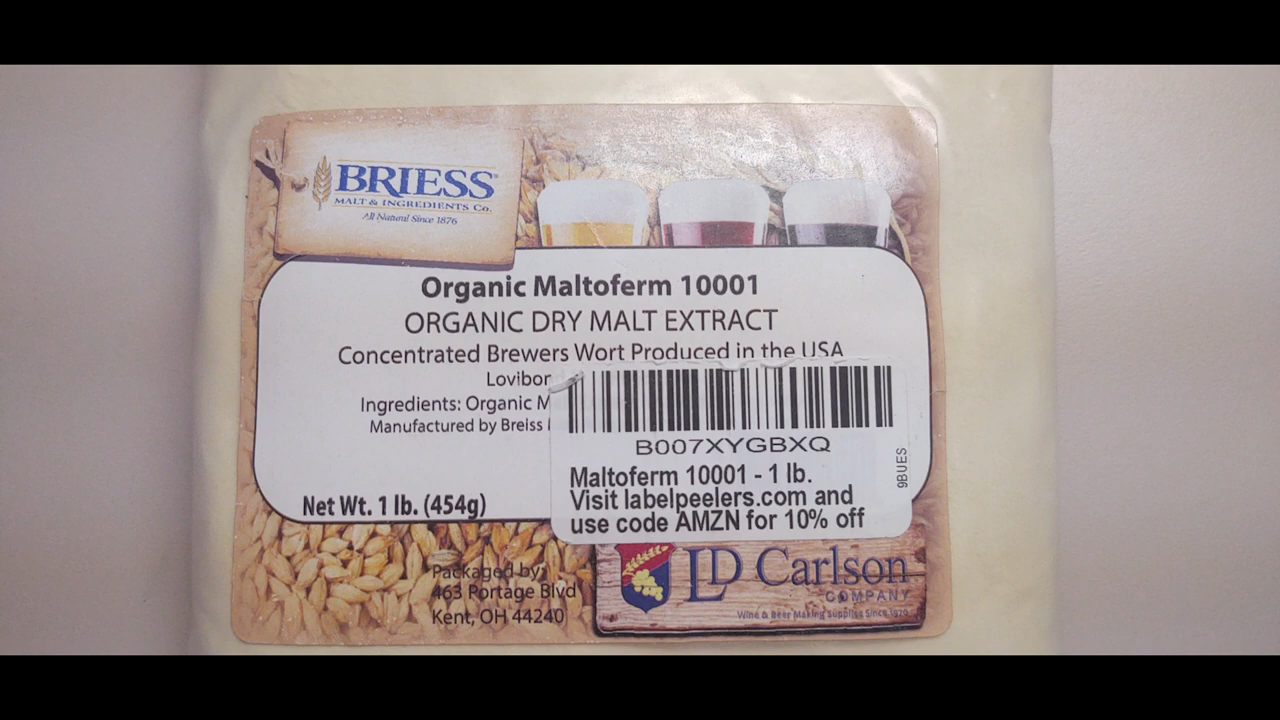 BRIESS
MALT & INGREDIENTS Co.
All Natural Since 1876
Organic Maltoferm 10001
ORGANIC DRY MALT EXTRACT
Concentrated Brewers Wort Produced in the USA
Lovibon
Ingredients: Organic M
Manufactured by Breiss
B007XYGBXQ
9BUES
Maltoferm 10001 - 1 lb.
Visit labelpeelers.com and
use code AMZN for 10% off
Net Wt. 1 lb. (454g)
Packaged by:
463 Portage Blvd
Kent, OH 44240
LD Carlson
COMPANY
Wine & Beer Making Supplies Since 1970